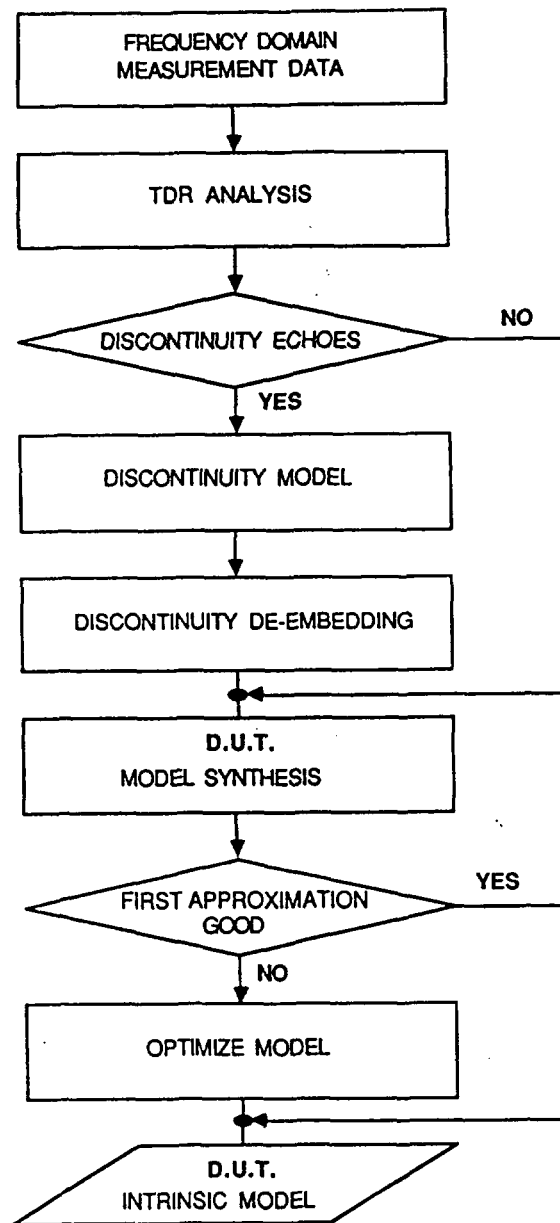 FREQUENCY DOMAIN
MEASUREMENT DATA
TDR ANALYSIS
DISCONTINUITY ECHOES
NO
YES
DISCONTINUITY MODEL
DISCONTINUITY DE-EMBEDDING
D.U.T.
MODEL SYNTHESIS
FIRST APPROXIMATION
GOOD
YES
NO
OPTIMIZE MODEL
D.U.T.
INTRINSIC MODEL